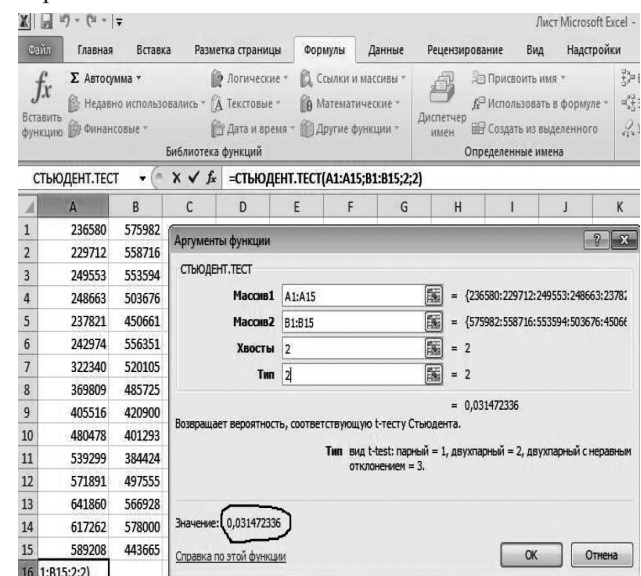 Лист Microsoft Excel -
Файл Главная Вставка Разметка страницы Формулы Данные Рецензирование Вид Надстройки
Σ Автосумма Логические Ссылки и массивы Присвоить имя
Недавно использовались Текстовые Математические Использовать в формуле
Вставить функцию Финансовые Дата и время Другие функции Диспетчер имен Создать из выделенного
Библиотека функций Определенные имена
СТЬЮДЕНТ.ТЕСТ fx =СТЬЮДЕНТ.ТЕСТ(A1:A15;B1:B15;2;2)
A B C D E F G H I J K
1 236580 575982
2 229712 558716
3 249553 553594
4 248663 503676
5 237821 450661
6 242974 556351
7 322340 520105
8 369809 485725
9 405516 420900
10 480478 401293
11 539299 384424
12 571891 497555
13 641860 566928
14 617262 578000
15 589208 443665
16 1:B15;2;2)
Аргументы функции
СТЬЮДЕНТ.ТЕСТ
Массив1 A1:A15 = {236580:229712:249553:248663:23782
Массив2 B1:B15 = {575982:558716:553594:503676:45066
Хвосты 2 = 2
Тип 2 = 2
= 0,031472336
Возвращает вероятность, соответствующую t-тесту Стьюдента.
Тип вид t-test: парный = 1, двухпарный = 2, двухпарный с неравным
отклонением = 3.
Значение: 0,031472336
Справка по этой функции
ОК Отмена